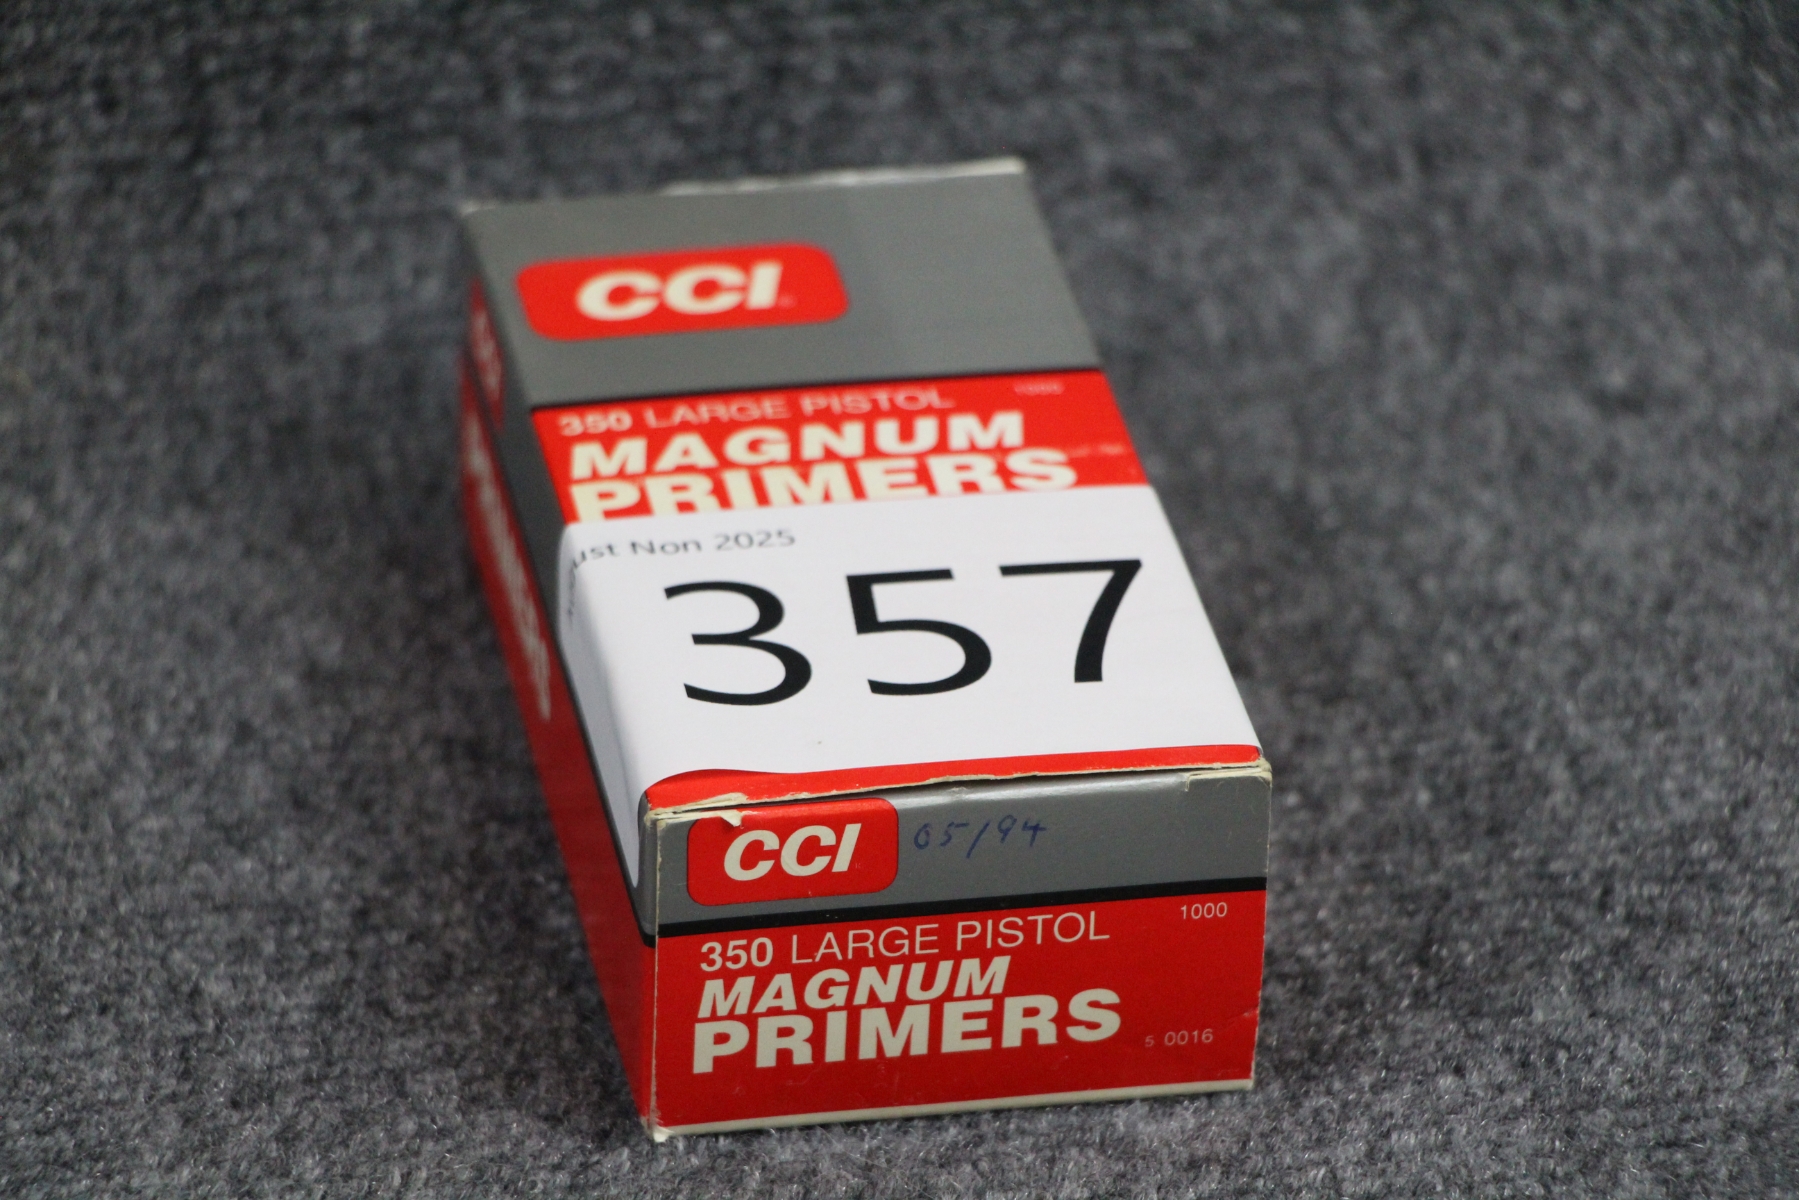 CCI
350 LARGE PISTOL 1000
MAGNUM
PRIMERS
ust Non 2025
357
CCI 05/94
350 LARGE PISTOL 1000
MAGNUM
PRIMERS
5 0016